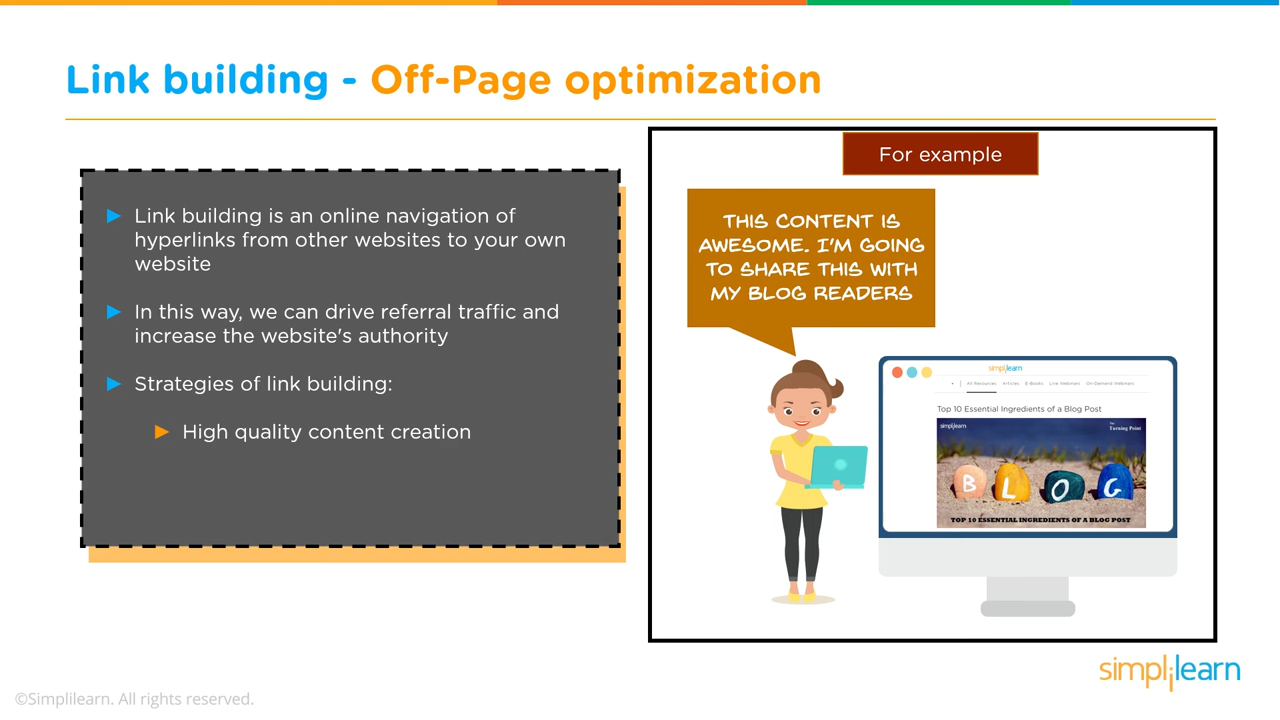 Link building - Off-Page optimization
For example
Link building is an online navigation of
hyperlinks from other websites to your own
website
In this way, we can drive referral traffic and
increase the website's authority
Strategies of link building:
High quality content creation
THIS CONTENT IS
AWESOME. I'M GOING
TO SHARE THIS WITH
MY BLOG READERS
simplilearn
All Resources Articles E-Books Live Webinars On-Demand Webinars
Top 10 Essential Ingredients of a Blog Post
simplilearn
The
Turning Point
B L O G
TOP 10 ESSENTIAL INGREDIENTS OF A BLOG POST
simplilearn
©Simplilearn. All rights reserved.